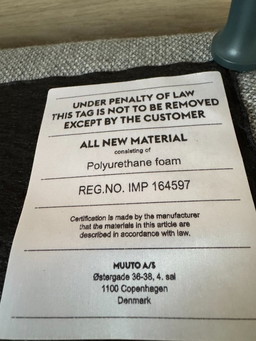 UNDER PENALTY OF LAW
THIS TAG IS NOT TO BE REMOVED
EXCEPT BY THE CUSTOMER
ALL NEW MATERIAL
consisting of
Polyurethane foam
REG.NO. IMP 164597
Certification is made by the manufacturer
that the materials in this article are
described in accordance with law.
MUUTO A/S
Østergade 36-38, 4. sal
1100 Copenhagen
Denmark